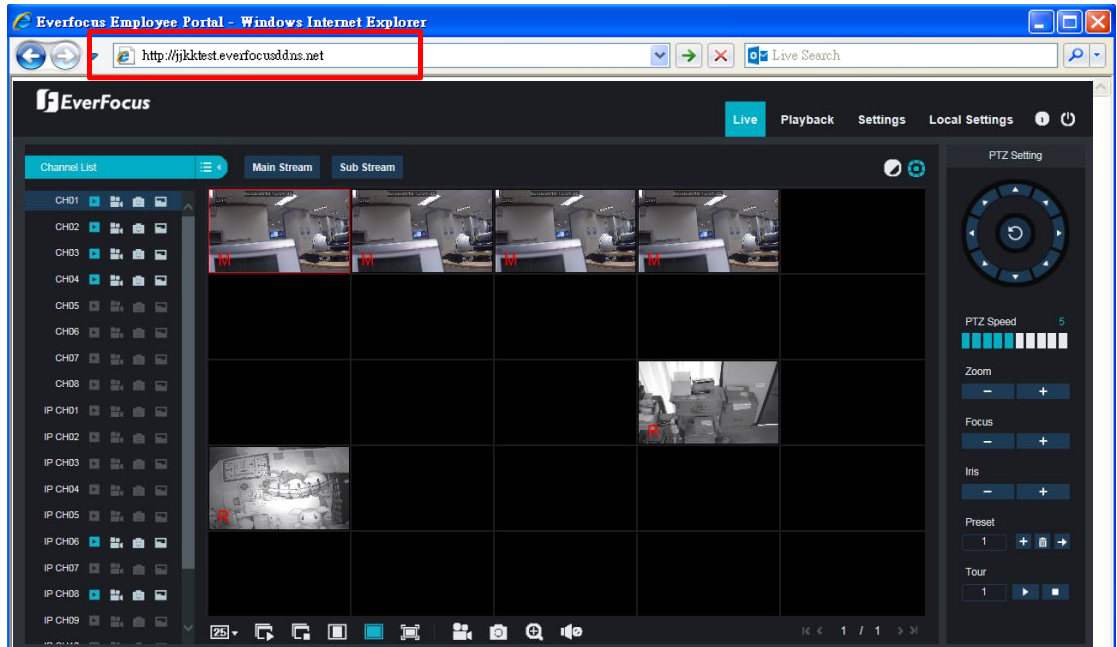 Everfocus Employee Portal - Windows Internet Explorer
http://jjkktest.everfocusddns.net
Live Search
EverFocus
Live Playback Settings Local Settings
Channel List
Main Stream Sub Stream
PTZ Setting
CH01
CH02
CH03
CH04
CH05
CH06
CH07
CH08
IP CH01
IP CH02
IP CH03
IP CH04
IP CH05
IP CH06
IP CH07
IP CH08
IP CH09
M
M
M
M
R
R
PTZ Speed 5
Zoom
- +
Focus
- +
Iris
- +
Preset
1 +
Tour
1
25
1 / 1